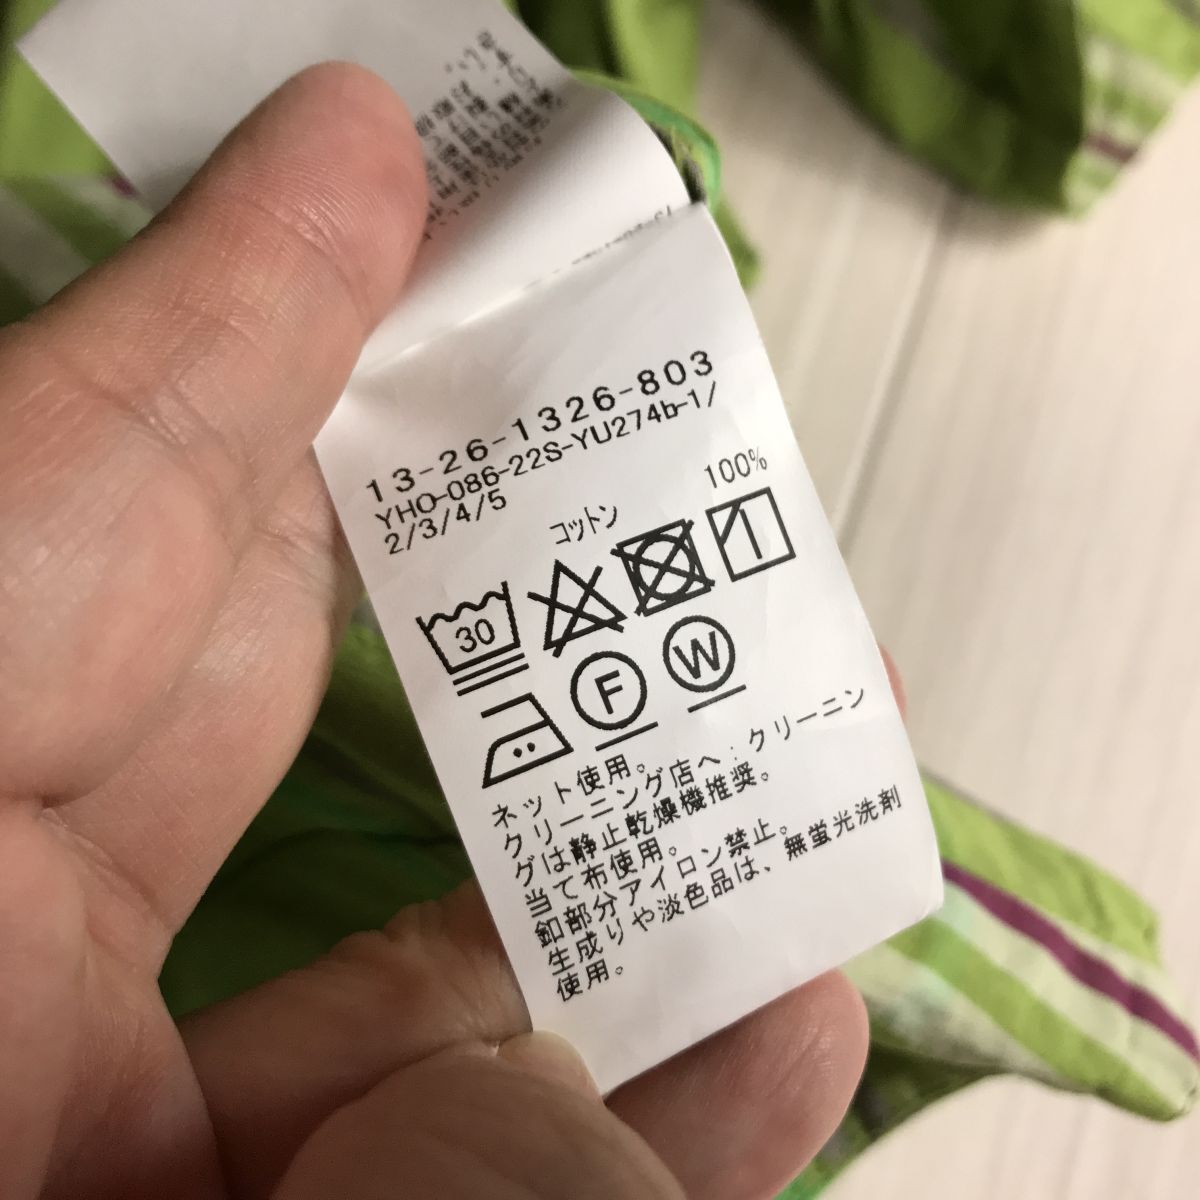 13-26-1326-803
YHO-086-22S-YU274b-1/
2/3/4/5
コットン 100%
30
F W
ネット使用。
クリーニング店へ:クリーニン
グは静止乾燥機推奨。
当て布使用。
釦部分アイロン禁止。
生成りや淡色品は、無蛍光洗剤
使用。